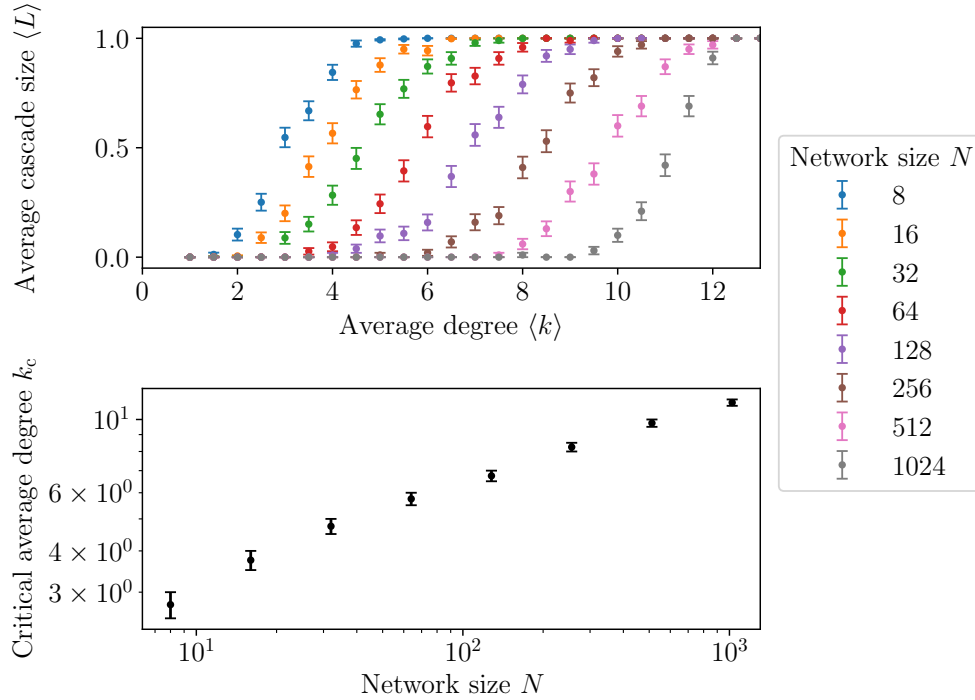 Average cascade size ⟨L⟩
1.0
0.5
0.0
0 2 4 6 8 10 12
Average degree ⟨k⟩
Network size N
8
16
32
64
128
256
512
1024
Critical average degree k_c
10^1
6 × 10^0
4 × 10^0
3 × 10^0
10^1 10^2 10^3
Network size N